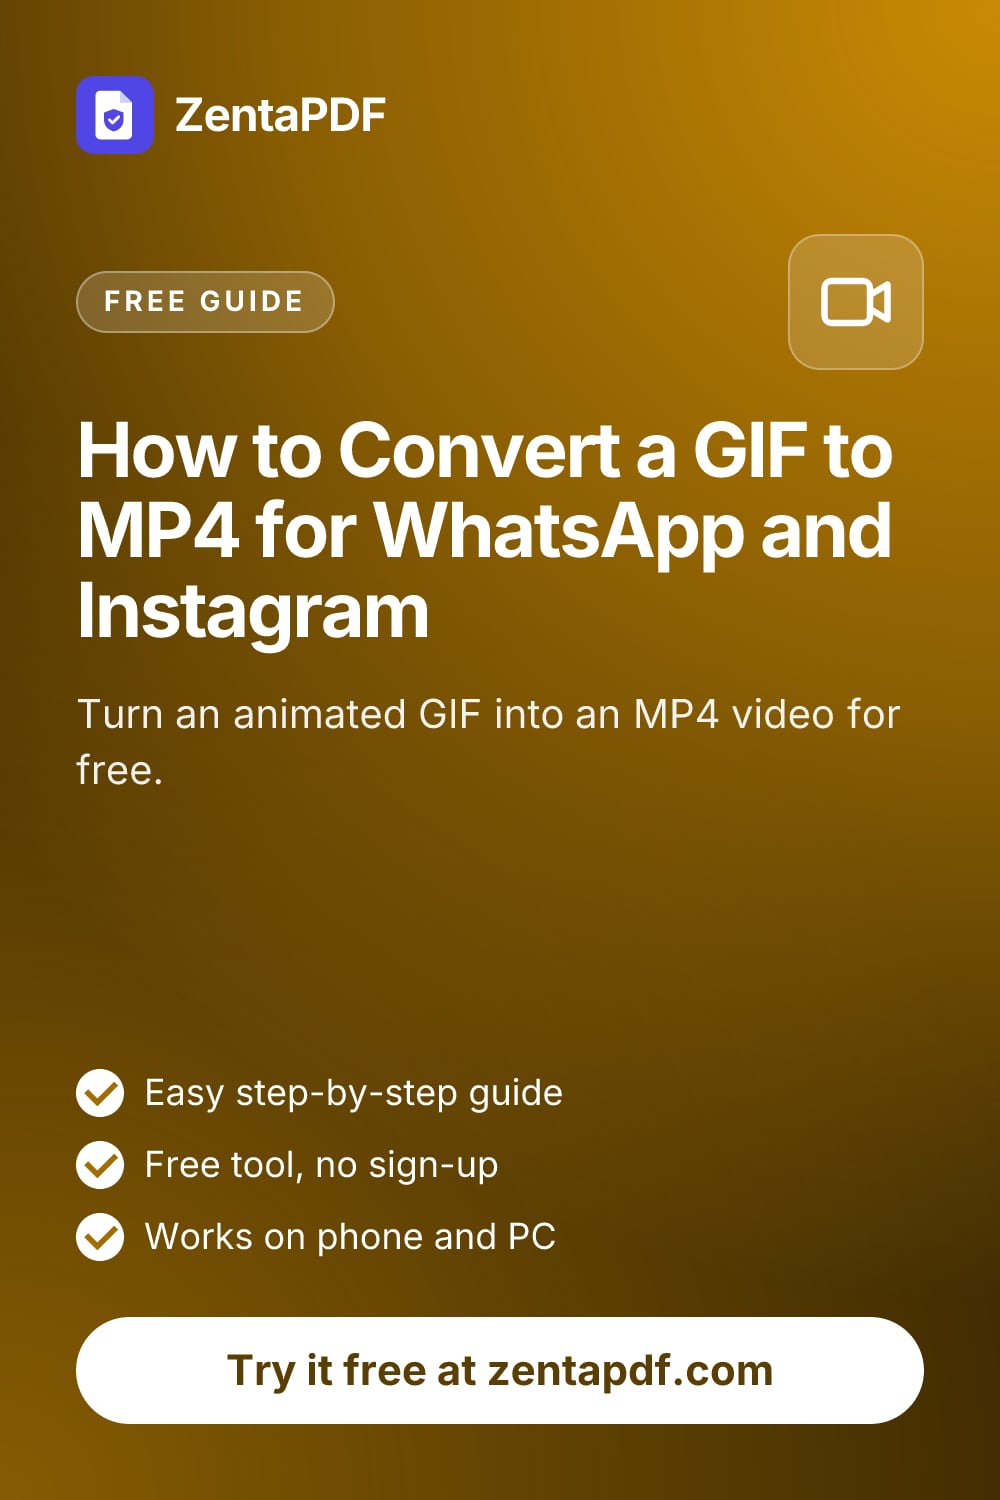 ZentaPDF
FREE GUIDE
How to Convert a GIF to
MP4 for WhatsApp and
Instagram
Turn an animated GIF into an MP4 video for
free.
Easy step-by-step guide
Free tool, no sign-up
Works on phone and PC
Try it free at zentapdf.com